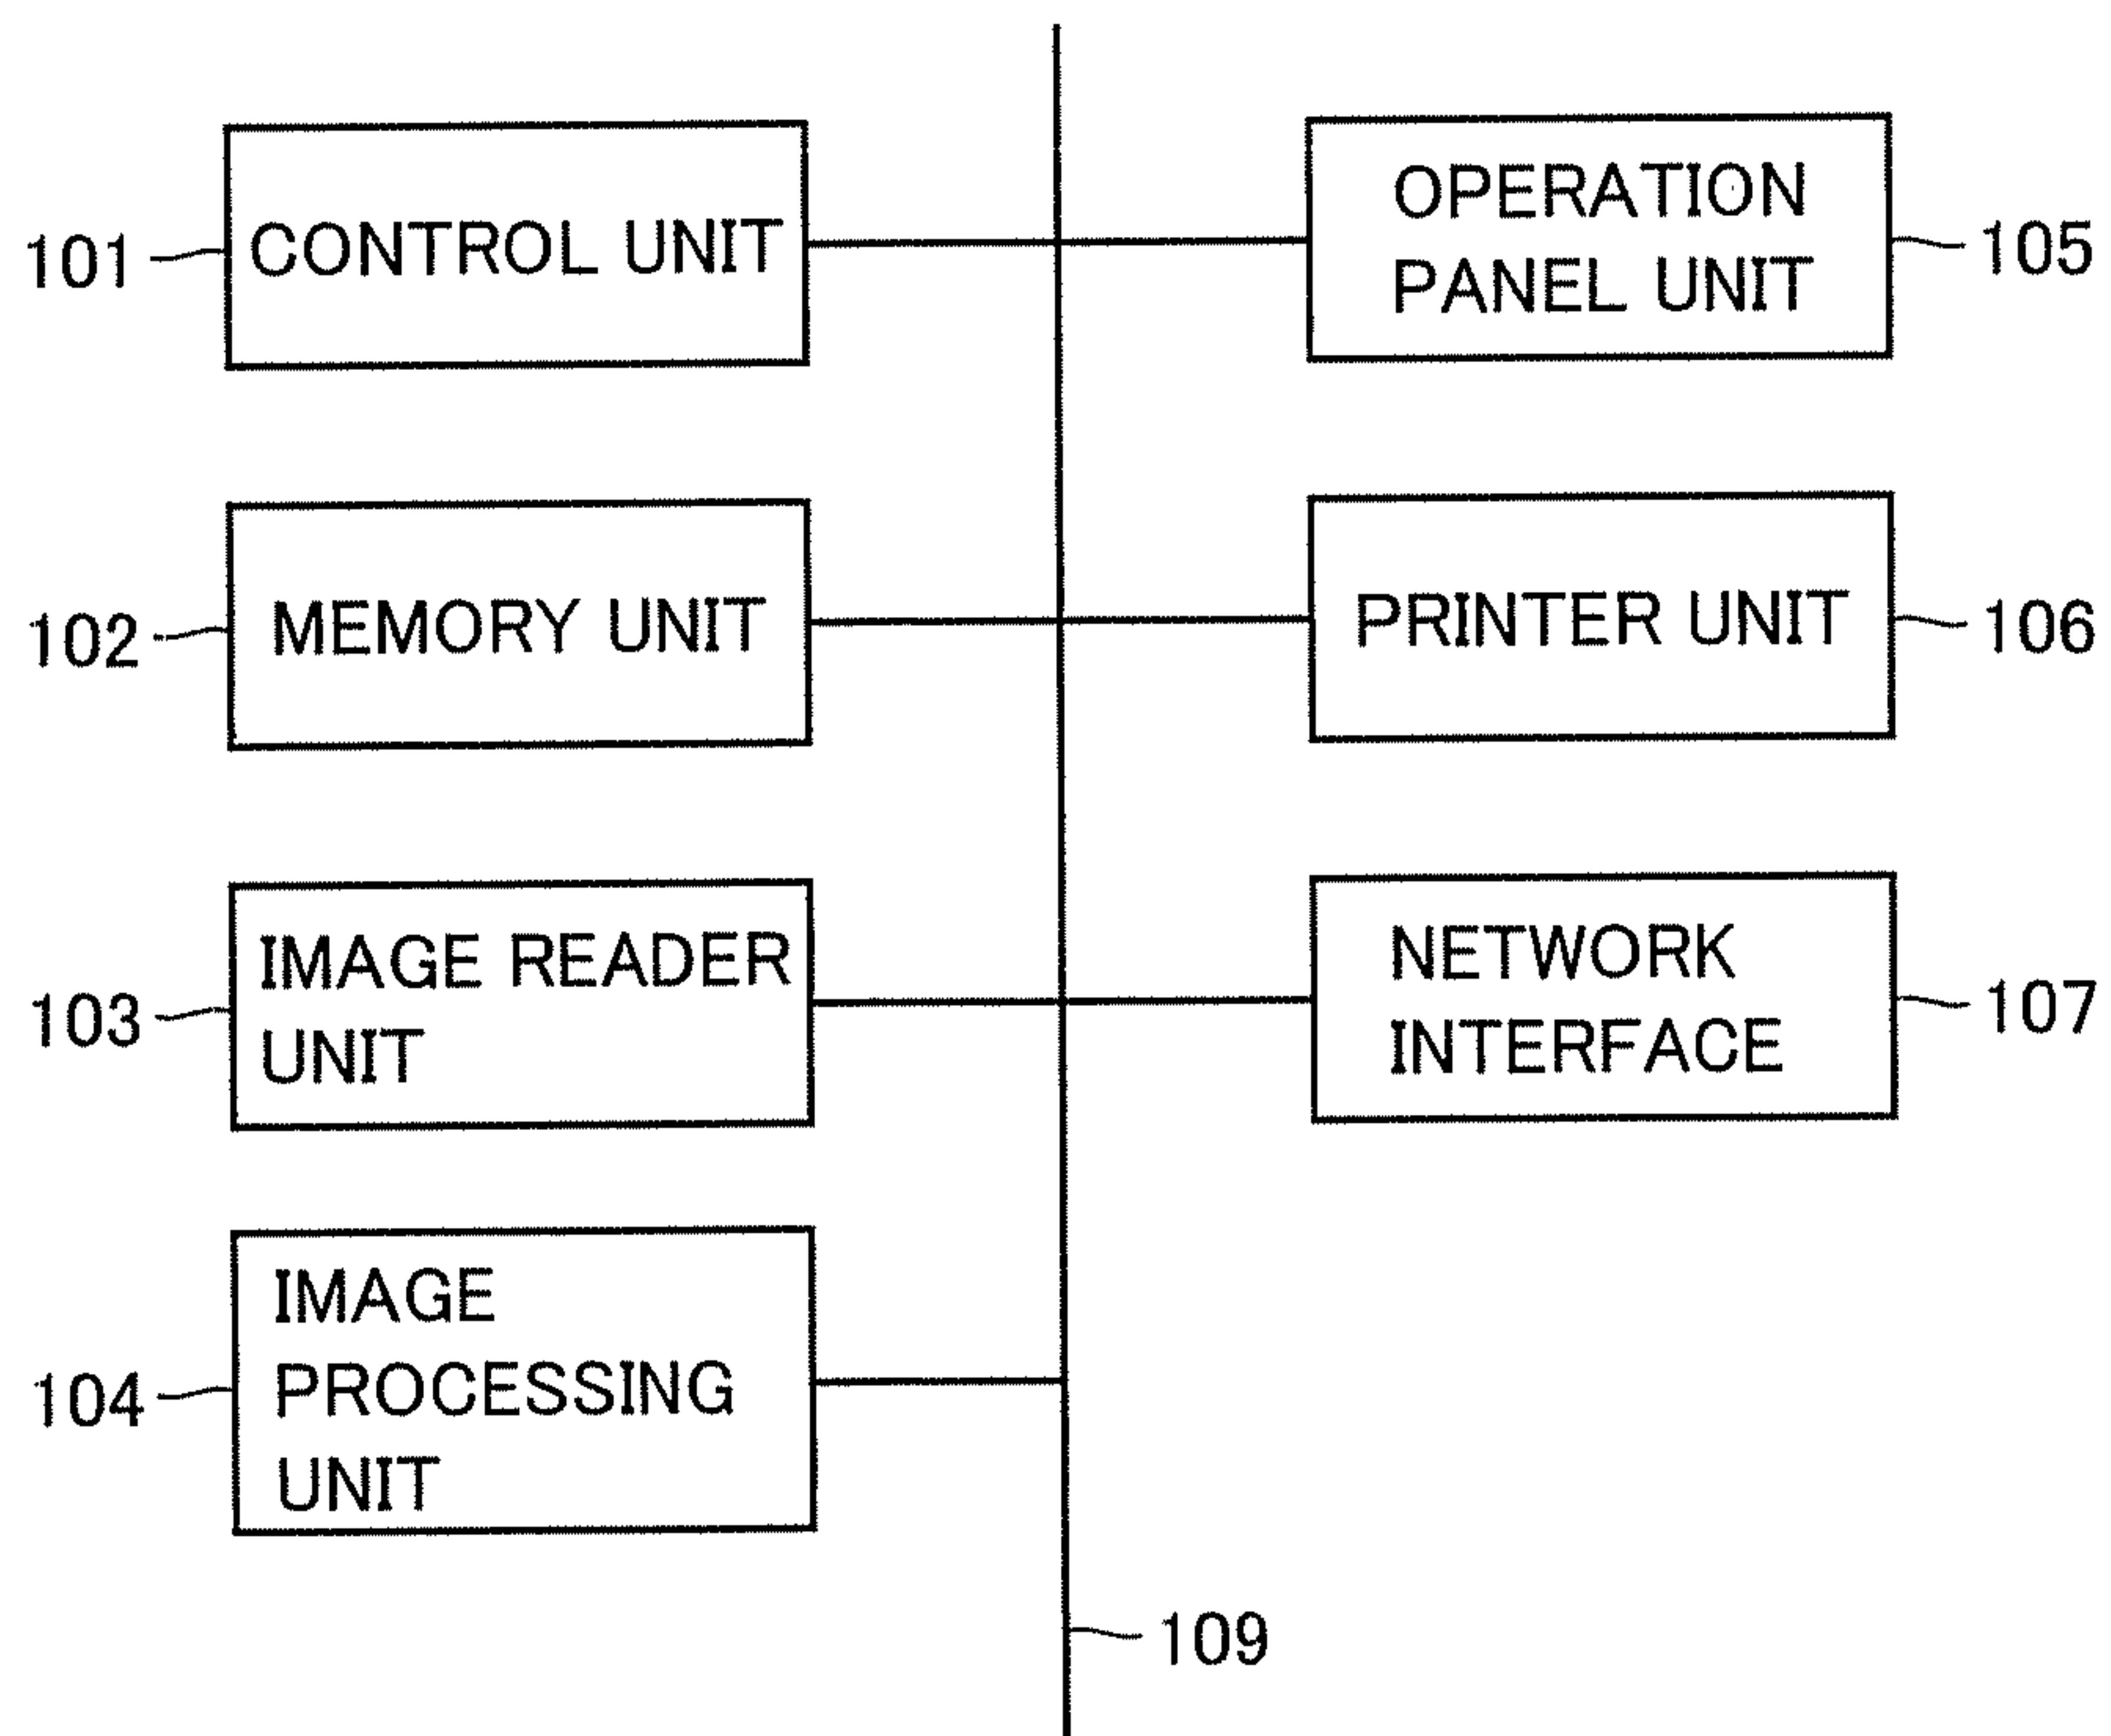 101
CONTROL UNIT
OPERATION
PANEL UNIT
105
102
MEMORY UNIT
PRINTER UNIT
106
103
IMAGE READER
UNIT
NETWORK
INTERFACE
107
104
IMAGE
PROCESSING
UNIT
109